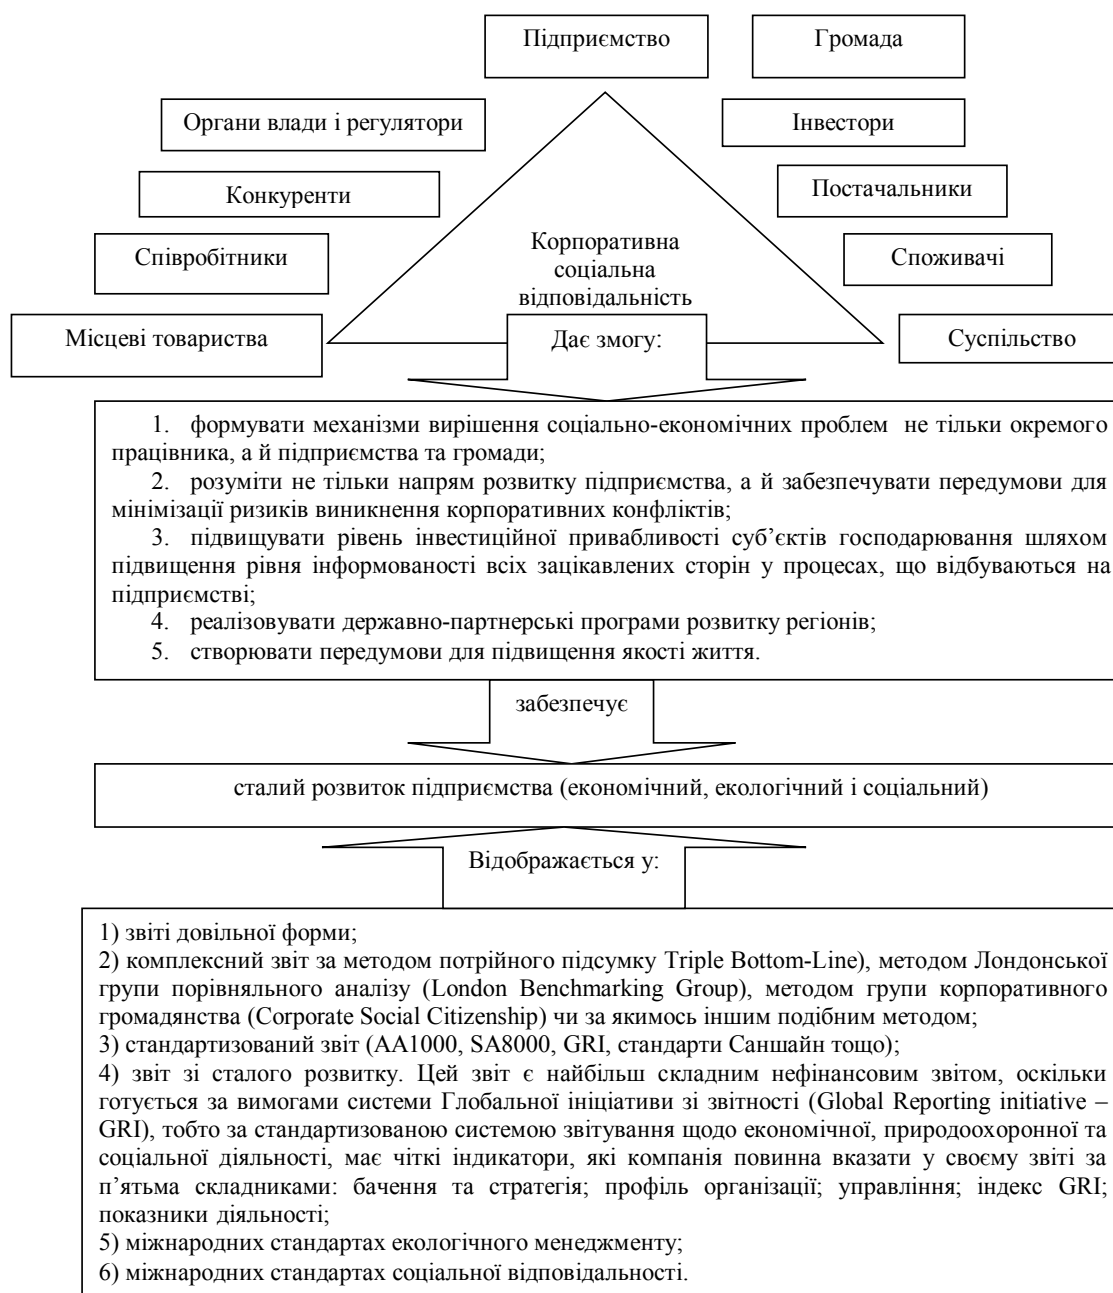 Підприємство
Громада
Органи влади і регулятори
Інвестори
Конкуренти
Постачальники
Співробітники
Корпоративна
соціальна
відповідальність
Споживачі
Місцеві товариства
Дає змогу:
Суспільство
1. формувати механізми вирішення соціально-економічних проблем не тільки окремого
працівника, а й підприємства та громади;
2. розуміти не тільки напрям розвитку підприємства, а й забезпечувати передумови для
мінімізації ризиків виникнення корпоративних конфліктів;
3. підвищувати рівень інвестиційної привабливості суб’єктів господарювання шляхом
підвищення рівня інформованості всіх зацікавлених сторін у процесах, що відбуваються на
підприємстві;
4. реалізовувати державно-партнерські програми розвитку регіонів;
5. створювати передумови для підвищення якості життя.
забезпечує
сталий розвиток підприємства (економічний, екологічний і соціальний)
Відображається у:
1) звіті довільної форми;
2) комплексний звіт за методом потрійного підсумку Triple Bottom-Line), методом Лондонської
групи порівняльного аналізу (London Benchmarking Group), методом групи корпоративного
громадянства (Corporate Social Citizenship) чи за якимось іншим подібним методом;
3) стандартизований звіт (АА1000, SA8000, GRI, стандарти Саншайн тощо);
4) звіт зі сталого розвитку. Цей звіт є найбільш складним нефінансовим звітом, оскільки
готується за вимогами системи Глобальної ініціативи зі звітності (Global Reporting initiative –
GRI), тобто за стандартизованою системою звітування щодо економічної, природоохоронної та
соціальної діяльності, має чіткі індикатори, які компанія повинна вказати у своєму звіті за
п’ятьма складниками: бачення та стратегія; профіль організації; управління; індекс GRI;
показники діяльності;
5) міжнародних стандартах екологічного менеджменту;
6) міжнародних стандартах соціальної відповідальності.